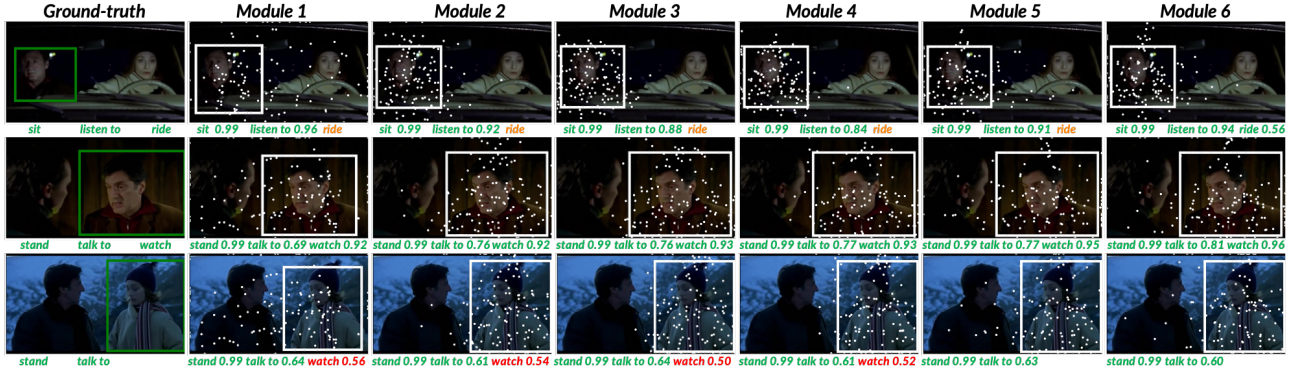 Ground-truth Module 1 Module 2 Module 3 Module 4 Module 5 Module 6
sit listen to ride sit 0.99 listen to 0.96 ride sit 0.99 listen to 0.92 ride sit 0.99 listen to 0.88 ride sit 0.99 listen to 0.84 ride sit 0.99 listen to 0.91 ride sit 0.99 listen to 0.94 ride 0.56
stand talk to watch stand 0.99 talk to 0.69 watch 0.92 stand 0.99 talk to 0.76 watch 0.92 stand 0.99 talk to 0.76 watch 0.93 stand 0.99 talk to 0.77 watch 0.93 stand 0.99 talk to 0.77 watch 0.95 stand 0.99 talk to 0.81 watch 0.96
stand talk to stand 0.99 talk to 0.64 watch 0.56 stand 0.99 talk to 0.61 watch 0.54 stand 0.99 talk to 0.64 watch 0.50 stand 0.99 talk to 0.61 watch 0.52 stand 0.99 talk to 0.63 stand 0.99 talk to 0.60